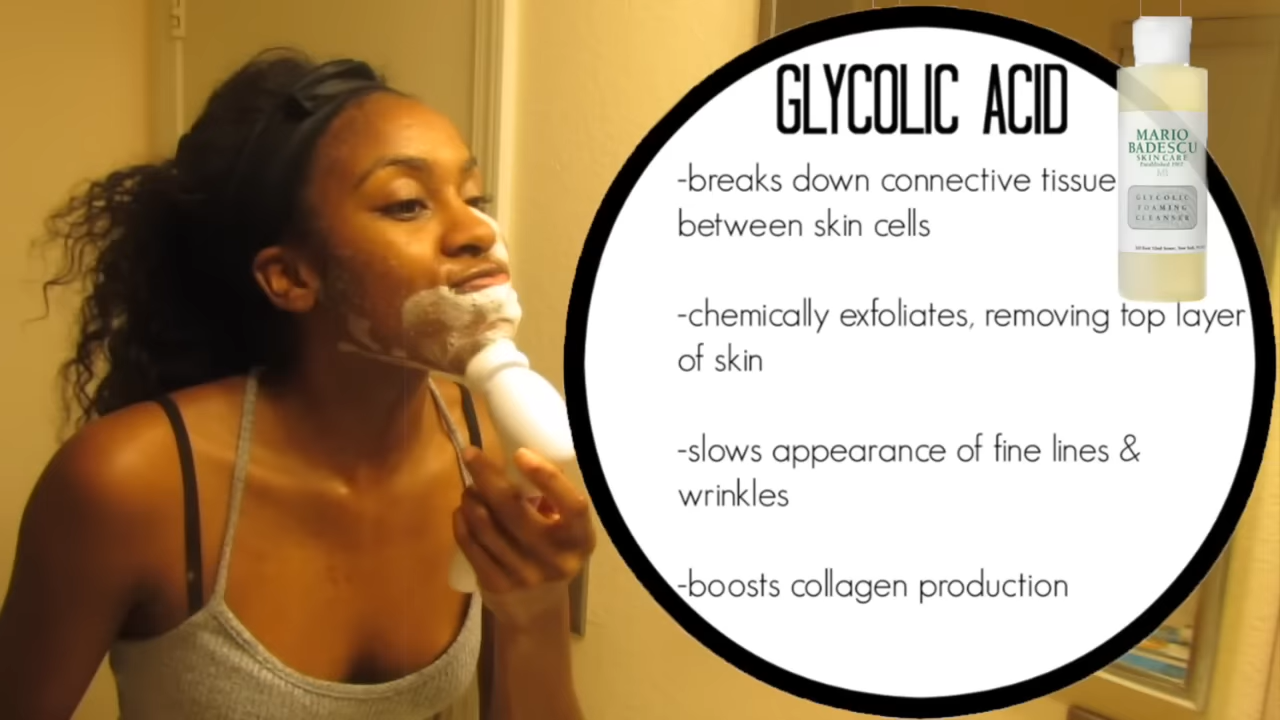 GLYCOLIC ACID
-breaks down connective tissue
between skin cells
-chemically exfoliates, removing top layer
of skin
-slows appearance of fine lines &
wrinkles
-boosts collagen production
MARIO
BADESCU
SKIN CARE
GLYCOLIC
FOAMING
CLEANSER